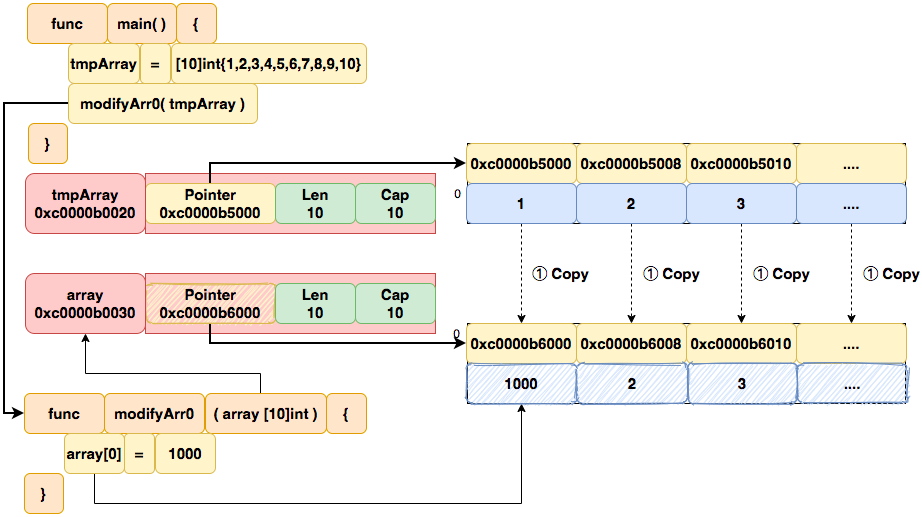 func main( ) {
tmpArray = [10]int{1,2,3,4,5,6,7,8,9,10}
modifyArr0( tmpArray )
}
tmpArray
0xc0000b0020
Pointer
0xc0000b5000
Len
10
Cap
10
0xc0000b5000 0xc0000b5008 0xc0000b5010 ....
0
1 2 3 ....
① Copy ① Copy ① Copy ① Copy
array
0xc0000b0030
Pointer
0xc0000b6000
Len
10
Cap
10
0
0xc0000b6000 0xc0000b6008 0xc0000b6010 ....
1000 2 3 ....
func modifyArr0 ( array [10]int ) {
array[0] = 1000
}